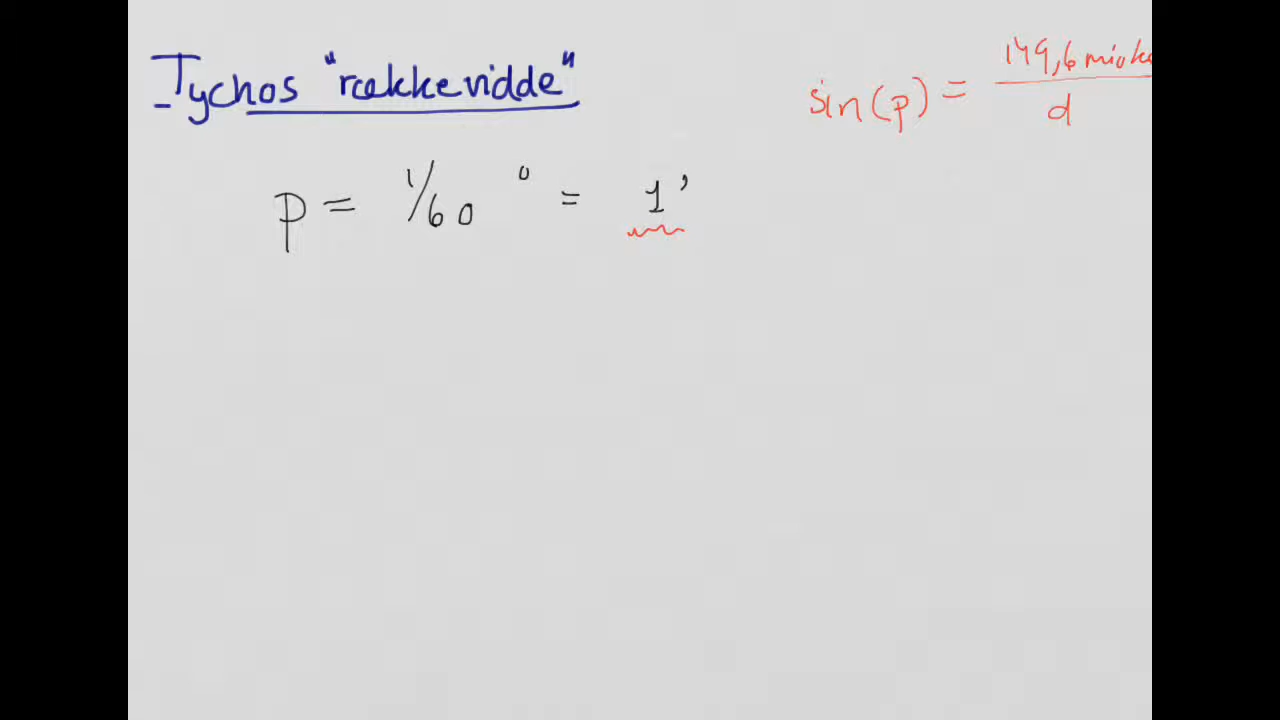 Tychos "rækkevidde"
sin(p) = 149,6 mio k
d
p = 1/60 ° = 1'